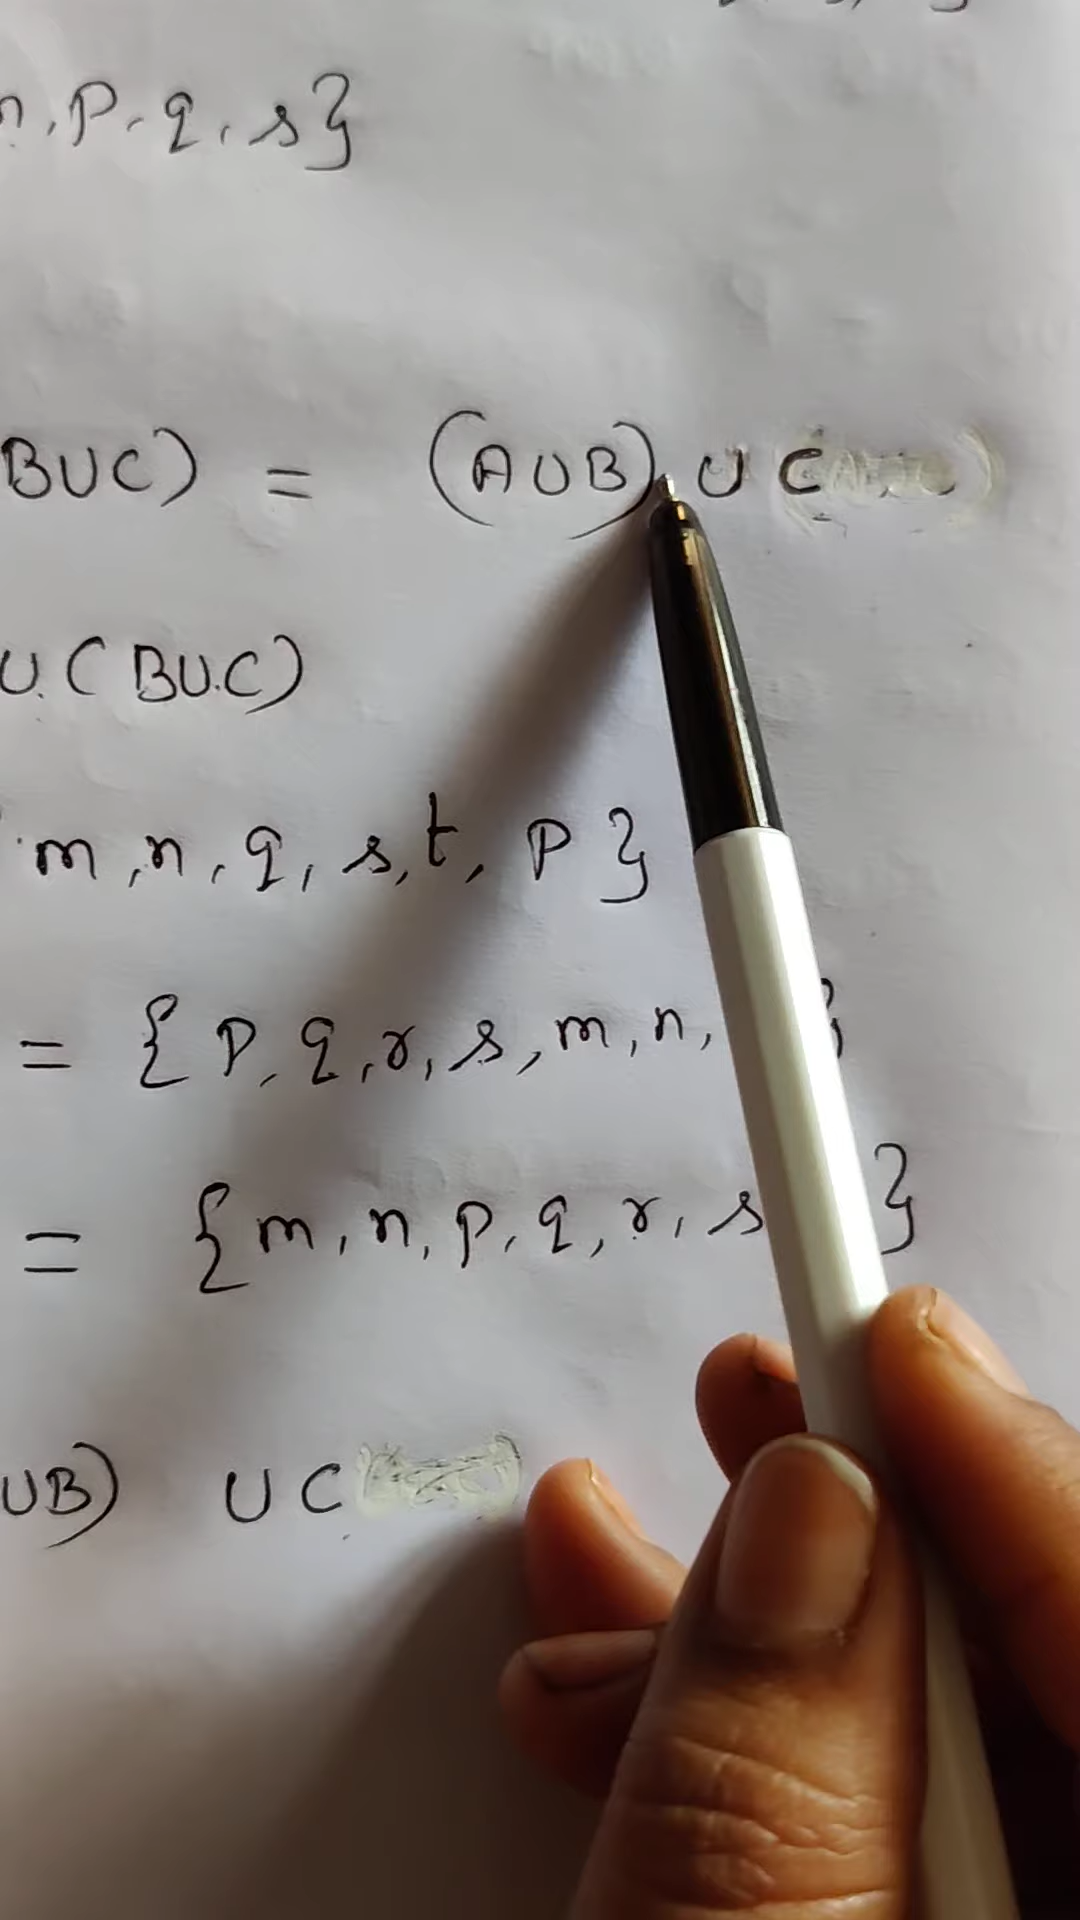 n, p, q, s}
BUC) = (AUB) U C
U (BUC)
m, n, q, s, t, p}
= {p, q, r, s, m, n, }
= {m, n, p, q, r, s }
UB) U C